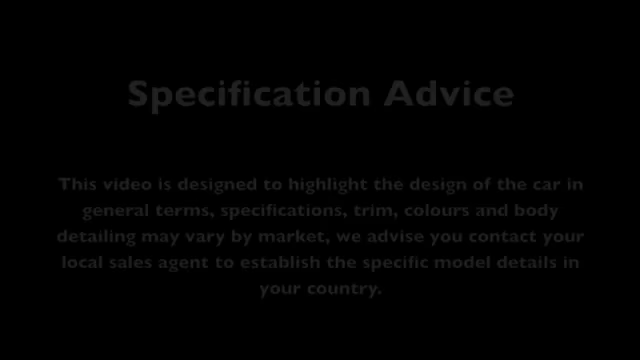 Specification Advice
This video is designed to highlight the design of the car in
general terms, specifications, trim, colours and body
detailing may vary by market, we advise you contact your
local sales agent to establish the specific model details in
your country.